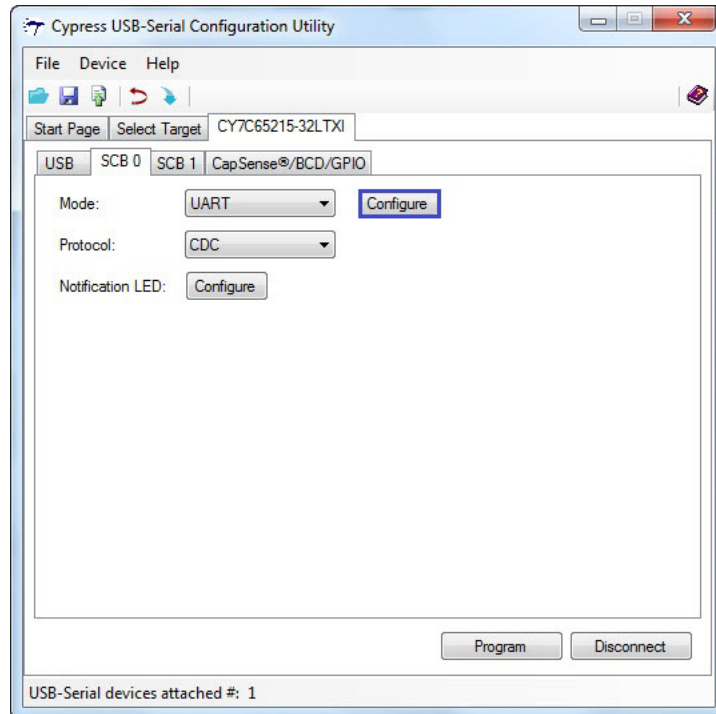 Cypress USB-Serial Configuration Utility
File Device Help
Start Page Select Target CY7C65215-32LTXI
USB SCB 0 SCB 1 CapSense®/BCD/GPIO
Mode: UART Configure
Protocol: CDC
Notification LED: Configure
Program Disconnect
USB-Serial devices attached #: 1